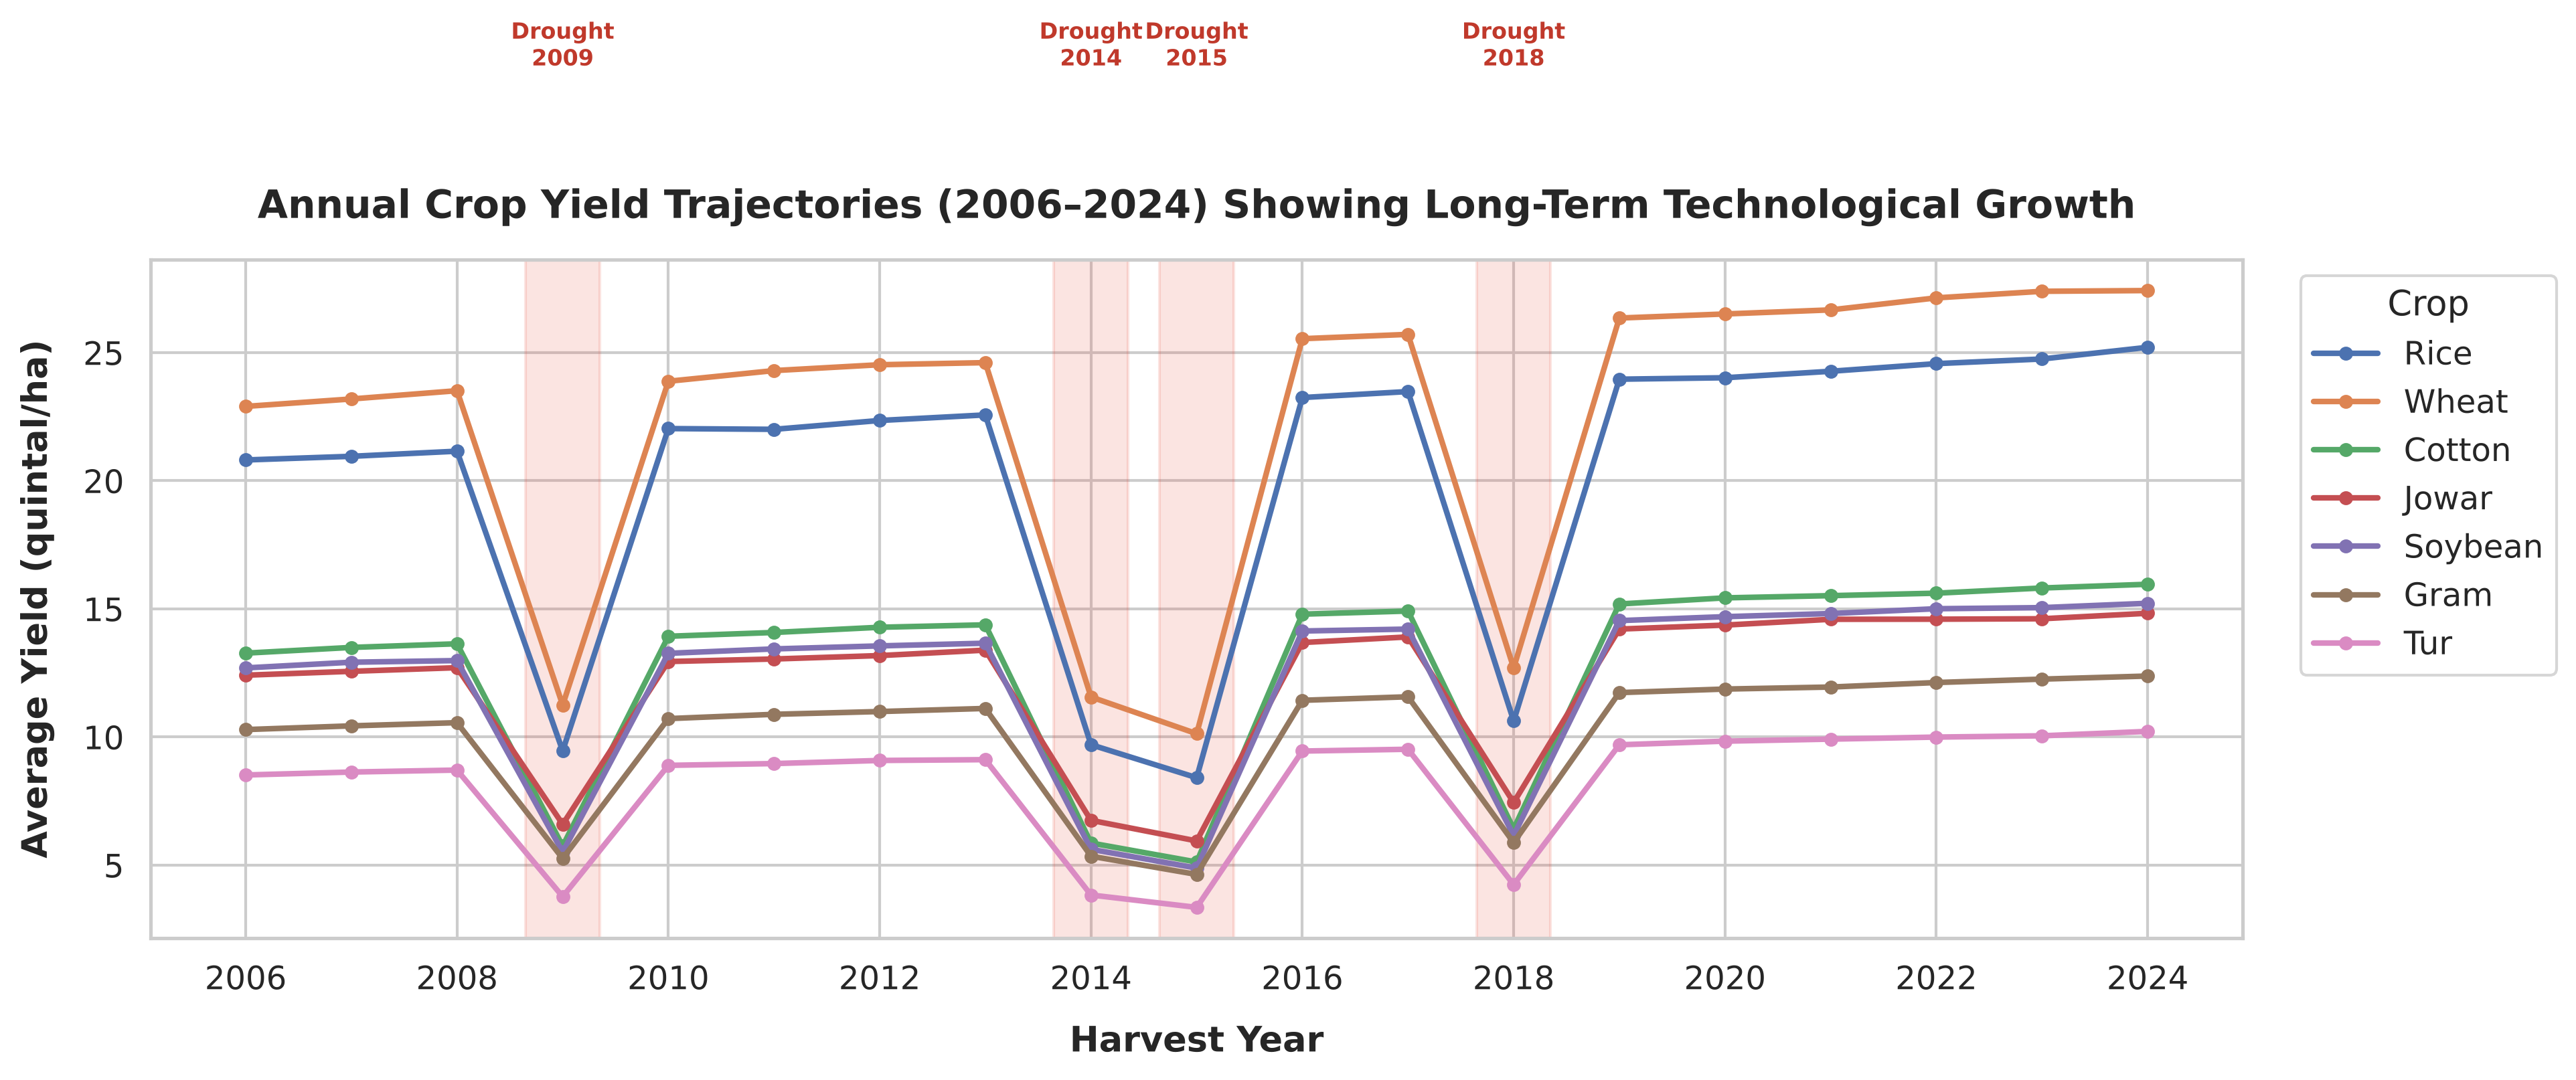 Drought Drought Drought Drought
2009 2014 2015 2018
Annual Crop Yield Trajectories (2006–2024) Showing Long-Term Technological Growth
Average Yield (quintal/ha)
25
20
15
10
5
2006 2008 2010 2012 2014 2016 2018 2020 2022 2024
Harvest Year
Crop
Rice
Wheat
Cotton
Jowar
Soybean
Gram
Tur